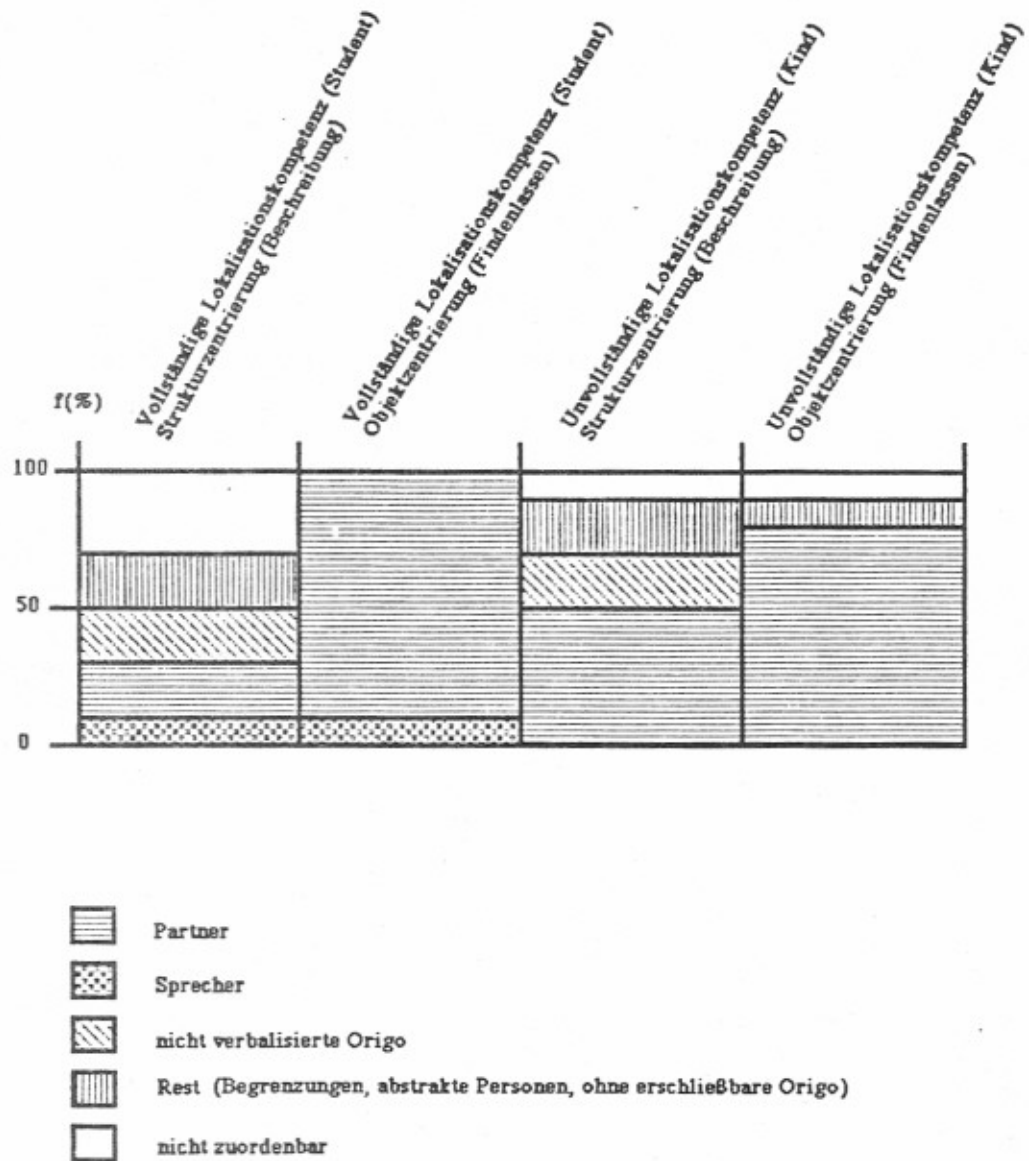 Vollständige Lokalisationskompetenz (Student)
Strukturzentrierung (Beschreibung)
Vollständige Lokalisationskompetenz (Student)
Objektzentrierung (Findenlassen)
Unvollständige Lokalisationskompetenz (Kind)
Strukturzentrierung (Beschreibung)
Unvollständige Lokalisationskompetenz (Kind)
Objektzentrierung (Findenlassen)
f(%)
100
50
0
Partner
Sprecher
nicht verbalisierte Origo
Rest (Begrenzungen, abstrakte Personen, ohne erschließbare Origo)
nicht zuordenbar